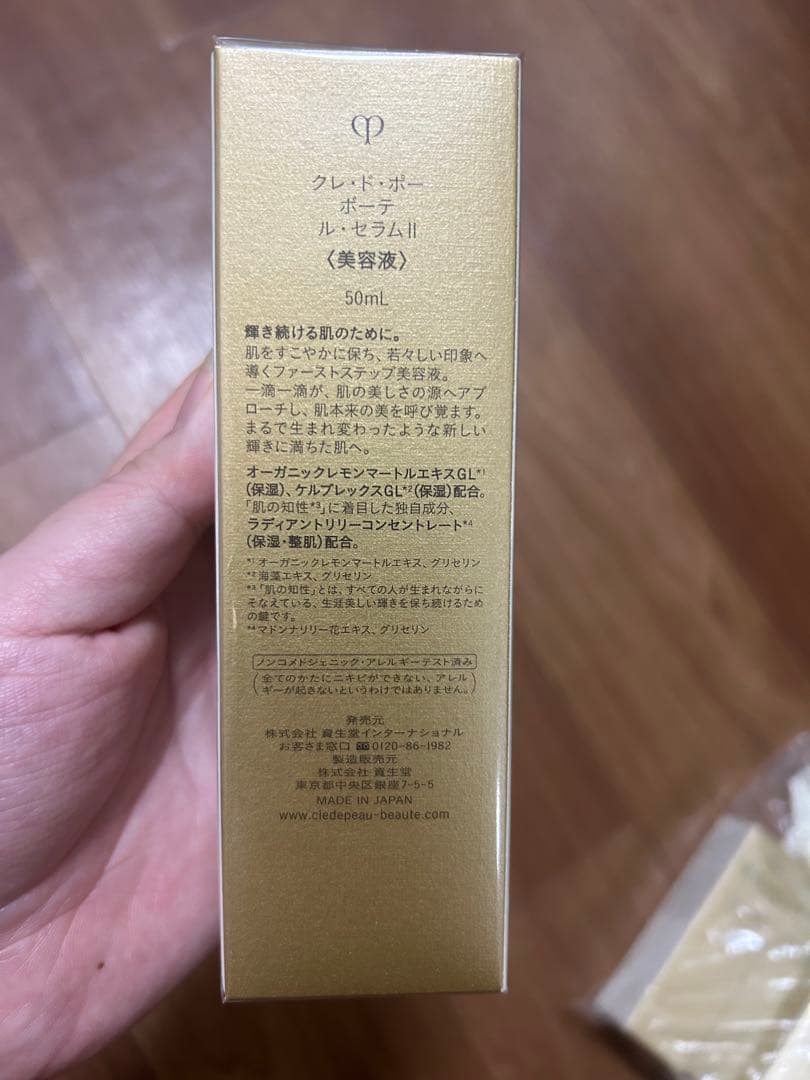 クレ・ド・ポー
ボーテ
ル・セラムII
〈美容液〉
50mL
輝き続ける肌のために。
肌をすこやかに保ち、若々しい印象へ
導くファーストステップ美容液。
一滴一滴が、肌の美しさの源へアプ
ローチし、肌本来の美を呼び覚ます。
まるで生まれ変わったような新しい
輝きに満ちた肌へ。
オーガニックレモンマートルエキスGL*1
(保湿)、ケルプレックスGL*2(保湿)配合。
「肌の知性*3」に着目した独自成分、
ラディアントリリーコンセントレート*4
(保湿・整肌)配合。
*1 オーガニックレモンマートルエキス、グリセリン
*2 海藻エキス、グリセリン
*3 「肌の知性」とは、すべての人が生まれながらに
そなえている、生涯美しい輝きを保ち続けるため
の鍵です。
*4 マドンナリリー花エキス、グリセリン
ノンコメドジェニック・アレルギーテスト済み
(全てのかたにニキビができない、アレル
ギーが起きないというわけではありません。)
発売元
株式会社 資生堂インターナショナル
お客さま窓口 0120-86-1982
製造販売元
株式会社 資生堂
東京都中央区銀座7-5-5
MADE IN JAPAN
www.cledepeau-beaute.com